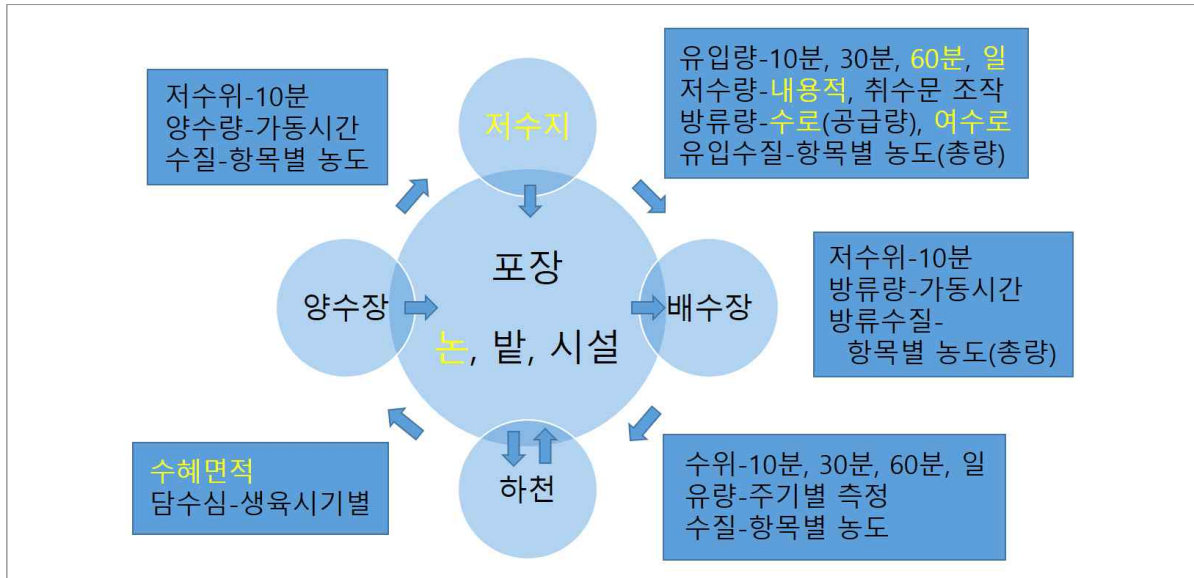 저수위-10분
양수량-가동시간
수질-항목별 농도
저수지
유입량-10분, 30분, 60분, 일
저수량-내용적, 취수문 조작
방류량-수로(공급량), 여수로
유입수질-항목별 농도(총량)
포장
논, 밭, 시설
양수장
배수장
저수위-10분
방류량-가동시간
방류수질-
항목별 농도(총량)
수혜면적
담수심-생육시기별
하천
수위-10분, 30분, 60분, 일
유량-주기별 측정
수질-항목별 농도